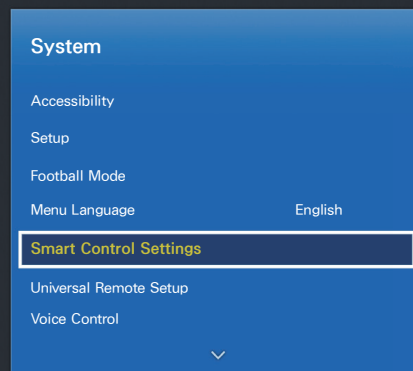 System
Accessibility
Setup
Football Mode
Menu Language English
Smart Control Settings
Universal Remote Setup
Voice Control